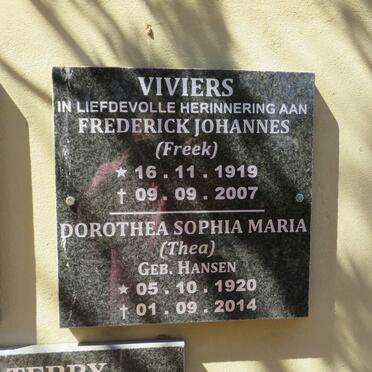 VIVIERS
IN LIEFDEVOLLE HERINNERING AAN
FREDERICK JOHANNES
(Freek)
★ 16 . 11 . 1919
† 09 . 09 . 2007
DOROTHEA SOPHIA MARIA
(Thea)
GEB. HANSEN
★ 05 . 10 . 1920
† 01 . 09 . 2014
TERRY